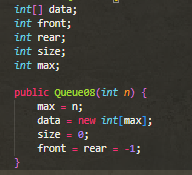 int[] data;
int front;
int rear;
int size;
int max;
public Queue08(int n) {
max = n;
data = new int[max];
size = 0;
front = rear = -1;
}